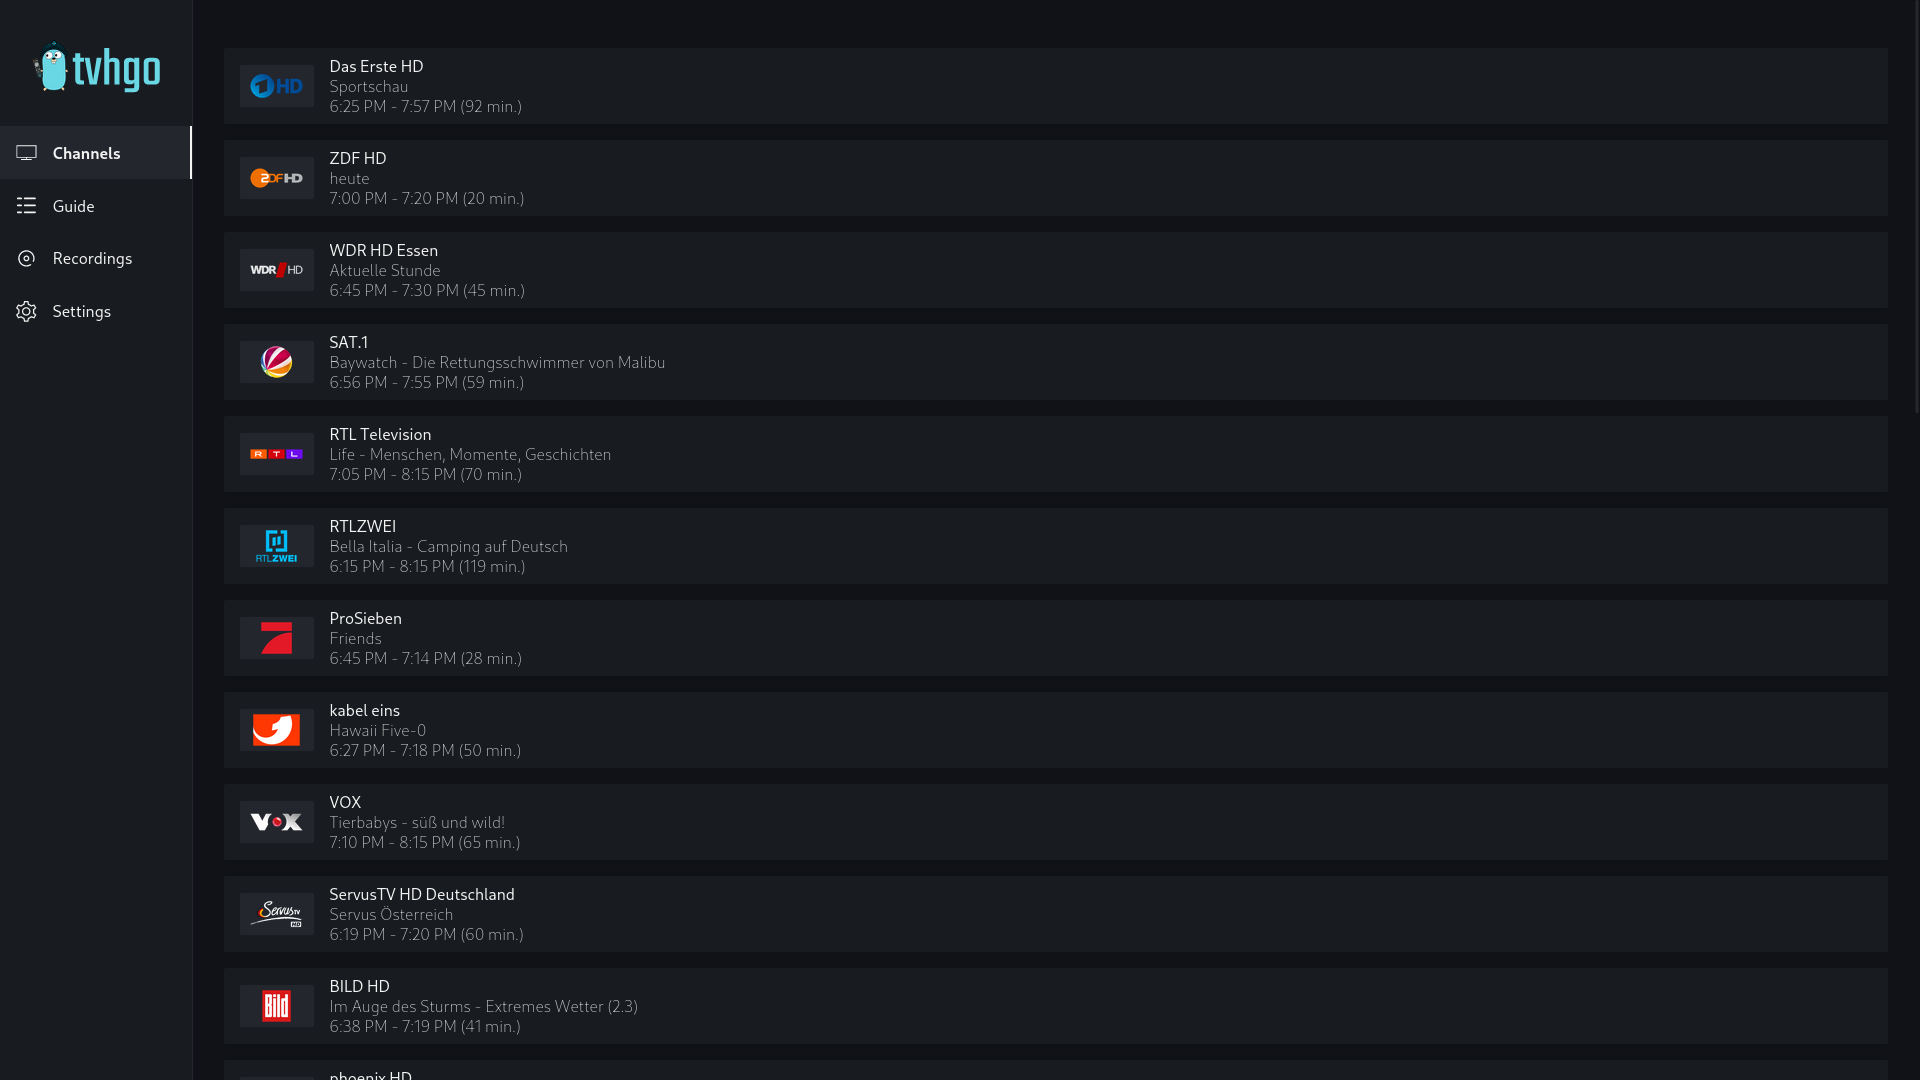 tvhgo
Channels
Guide
Recordings
Settings
HD
Das Erste HD
Sportschau
6:25 PM - 7:57 PM (92 min.)
ZDFHD
ZDF HD
heute
7:00 PM - 7:20 PM (20 min.)
WDR HD
WDR HD Essen
Aktuelle Stunde
6:45 PM - 7:30 PM (45 min.)
SAT.1
Baywatch - Die Rettungsschwimmer von Malibu
6:56 PM - 7:55 PM (59 min.)
RTL
RTL Television
Life - Menschen, Momente, Geschichten
7:05 PM - 8:15 PM (70 min.)
RTLZWEI
RTLZWEI
Bella Italia - Camping auf Deutsch
6:15 PM - 8:15 PM (119 min.)
ProSieben
Friends
6:45 PM - 7:14 PM (28 min.)
kabel eins
Hawaii Five-0
6:27 PM - 7:18 PM (50 min.)
VOX
VOX
Tierbabys - süß und wild!
7:10 PM - 8:15 PM (65 min.)
Servus TV HD
ServusTV HD Deutschland
Servus Österreich
6:19 PM - 7:20 PM (60 min.)
Bild
BILD HD
Im Auge des Sturms - Extremes Wetter (2.3)
6:38 PM - 7:19 PM (41 min.)
phoenix HD